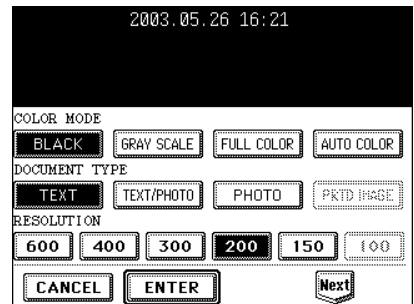 2003.05.26 16:21
COLOR MODE
BLACK GRAY SCALE FULL COLOR AUTO COLOR
DOCUMENT TYPE
TEXT TEXT/PHOTO PHOTO PRTD IMAGE
RESOLUTION
600 400 300 200 150 100
CANCEL ENTER Next